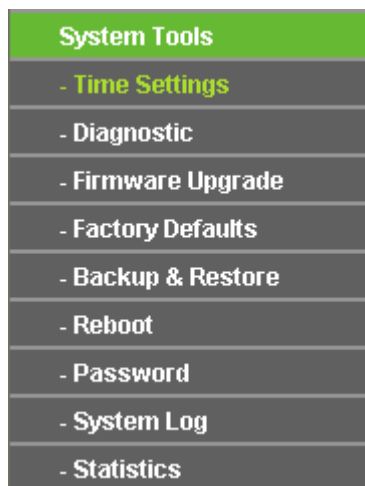 System Tools
- Time Settings
- Diagnostic
- Firmware Upgrade
- Factory Defaults
- Backup & Restore
- Reboot
- Password
- System Log
- Statistics